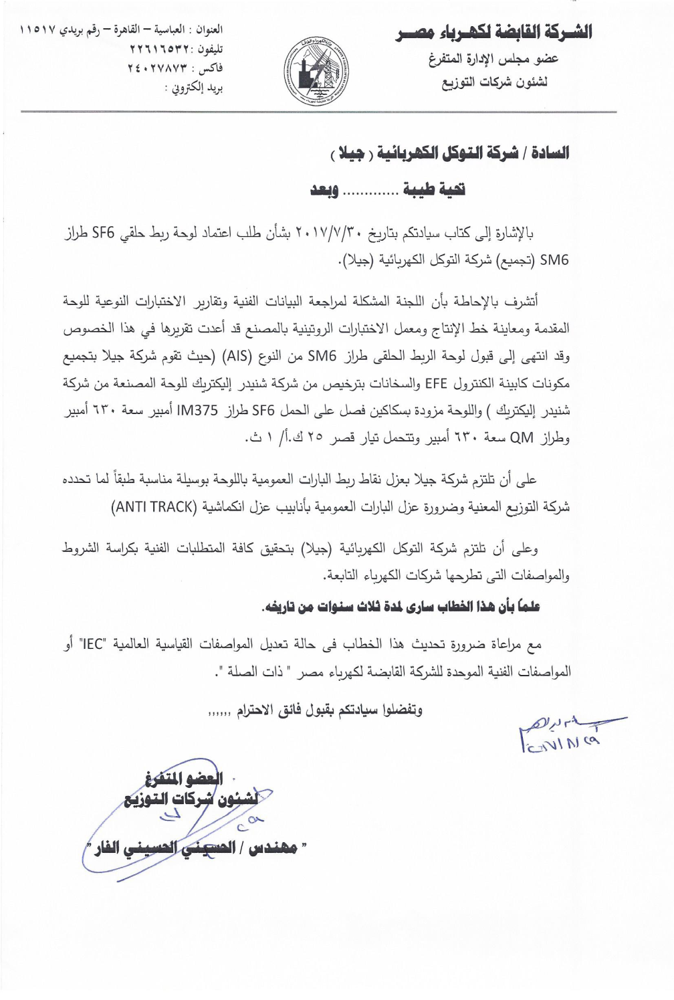 الشركة القابضة لكهرباء مصر
عضو مجلس الإدارة المتفرغ
لشئون شركات التوزيع
العنوان : العباسية – القاهرة – رقم بريدي ١١٥١٧
تليفون : ٢٢٦١٦٥٣٢
فاكس : ٢٤٠٢٧٨٧٣
بريد إلكتروني :
السادة / شركة التوكل الكهربائية ( جيلا )
تحية طيبة ............. وبعد
بالإشارة إلى كتاب سيادتكم بتاريخ ٢٠١٧/٧/٣٠ بشأن طلب اعتماد لوحة ربط حلقي SF6 طراز
SM6 (تجميع) شركة التوكل الكهربائية (جيلا).
أتشرف بالإحاطة بأن اللجنة المشكلة لمراجعة البيانات الفنية وتقارير الاختبارات النوعية للوحة
المقدمة ومعاينة خط الإنتاج ومعمل الاختبارات الروتينية بالمصنع قد أعدت تقريرها في هذا الخصوص
وقد انتهى إلى قبول لوحة الربط الحلقى طراز SM6 من النوع (AIS) (حيث تقوم شركة جيلا بتجميع
مكونات كابينة الكنترول EFE والسخانات بترخيص من شركة شنيدر إليكتريك للوحة المصنعة من شركة
شنيدر إليكتريك ) واللوحة مزودة بسكاكين فصل على الحمل SF6 طراز IM375 أمبير سعة ٦٣٠ أمبير
وطراز QM سعة ٦٣٠ أمبير وتتحمل تيار قصر ٢٥ ك.أ/ ١ ث.
على أن تلتزم شركة جيلا بعزل نقاط ربط البارات العمومية باللوحة بوسيلة مناسبة طبقاً لما تحدده
شركة التوزيع المعنية وضرورة عزل البارات العمومية بأنابيب عزل انكماشية (ANTI TRACK)
وعلى أن تلتزم شركة التوكل الكهربائية (جيلا) بتحقيق كافة المتطلبات الفنية بكراسة الشروط
والمواصفات التى تطرحها شركات الكهرباء التابعة.
علماً بأن هذا الخطاب سارى لمدة ثلاث سنوات من تاريخه.
مع مراعاة ضرورة تحديث هذا الخطاب فى حالة تعديل المواصفات القياسية العالمية "IEC" أو
المواصفات الفنية الموحدة للشركة القابضة لكهرباء مصر " ذات الصلة ".
وتفضلوا سيادتكم بقبول فائق الاحترام ,,,,,,
العضو المتفرغ
لشئون شركات التوزيع
" مهندس / الحسيني الحسيني الفار "